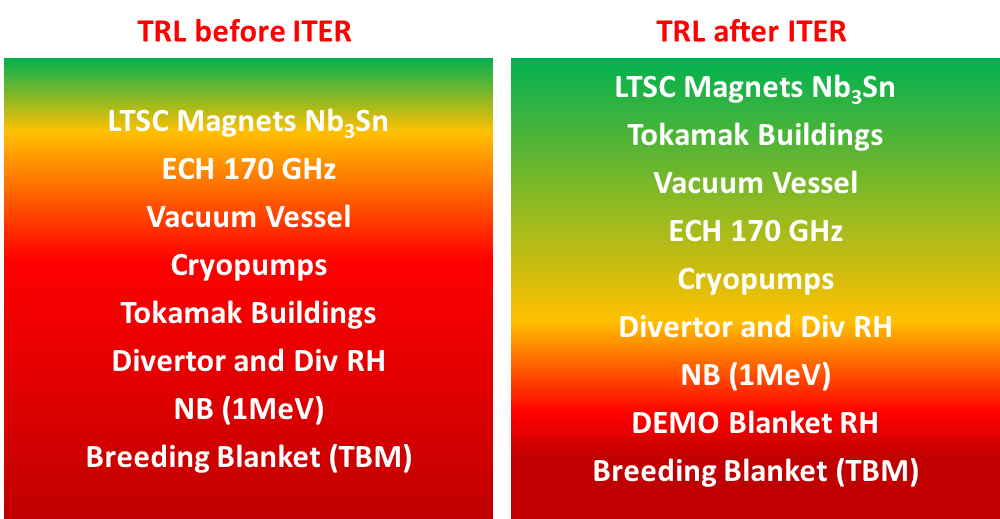 TRL before ITER
LTSC Magnets Nb₃Sn
ECH 170 GHz
Vacuum Vessel
Cryopumps
Tokamak Buildings
Divertor and Div RH
NB (1MeV)
Breeding Blanket (TBM)
TRL after ITER
LTSC Magnets Nb₃Sn
Tokamak Buildings
Vacuum Vessel
ECH 170 GHz
Cryopumps
Divertor and Div RH
NB (1MeV)
DEMO Blanket RH
Breeding Blanket (TBM)